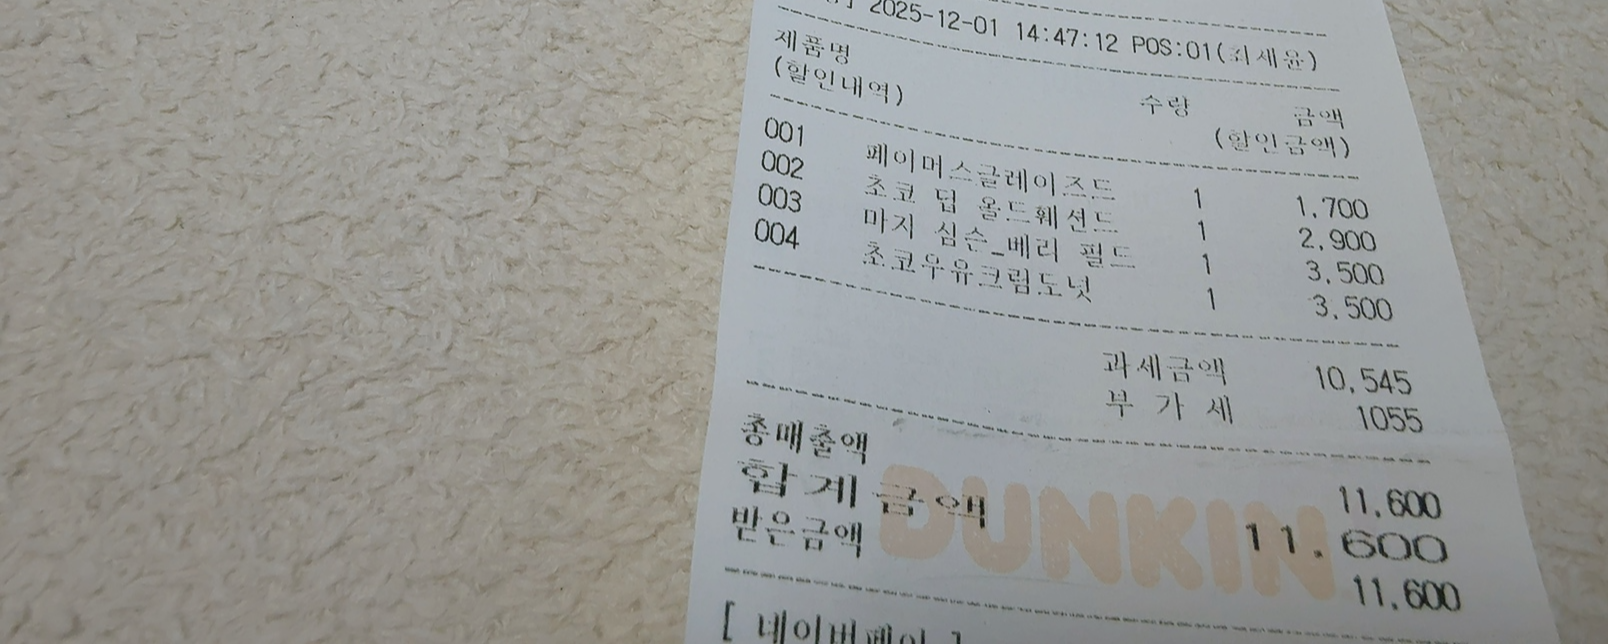 2025-12-01 14:47:12 POS:01(최세윤)
제품명 수량 금액
(할인내역) (할인금액)
001 페이머스글레이즈드 1 1,700
002 초코 딥 올드훼션드 1 2,900
003 마지 심슨_베리 필드 1 3,500
004 초코우유크림도넛 1 3,500
과세금액 10,545
부 가 세 1055
총매출액 11,600
합계금액 11,600
받은금액 11,600
DUNKIN
[ 네이버페이 ]